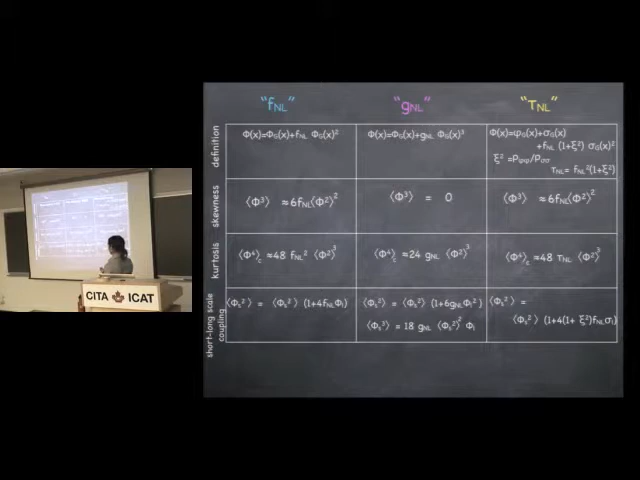 "fNL"
"gNL"
"τNL"
definition
Φ(x)=ΦG(x)+fNL ΦG(x)²
Φ(x)=ΦG(x)+gNL ΦG(x)³
Φ(x)=φG(x)+σG(x)
+fNL (1+ξ²) σG(x)²
ξ² =Pφφ/Pσσ
τNL= fNL²(1+ξ²)
skewness
⟨Φ³⟩ ≈6fNL⟨Φ²⟩²
⟨Φ³⟩ = 0
⟨Φ³⟩ ≈6fNL⟨Φ²⟩²
kurtosis
⟨Φ⁴⟩c ≈48 fNL² ⟨Φ²⟩³
⟨Φ⁴⟩c ≈24 gNL ⟨Φ²⟩³
⟨Φ⁴⟩c ≈48 τNL ⟨Φ²⟩³
short-long scale
coupling
⟨Φs²⟩ = ⟨Φs²⟩ (1+4fNLΦl)
⟨Φs²⟩ = ⟨Φs²⟩ (1+6gNLΦl²)
⟨Φs³⟩ = 18 gNL ⟨Φs²⟩² Φl
⟨Φs²⟩ =
⟨Φs²⟩ (1+4(1+ ξ²)fNLσl)
CITA ICAT